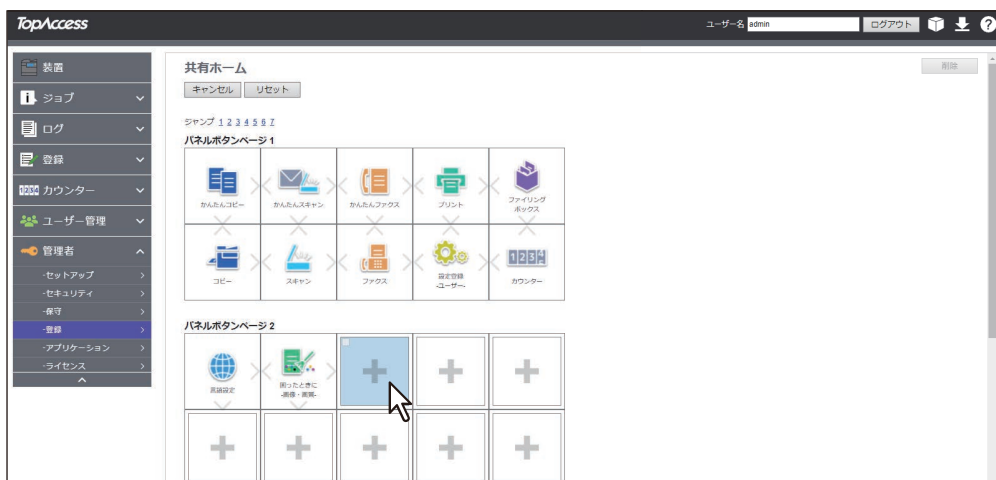 TopAccess
ユーザー名 admin ログアウト
装置
ジョブ
ログ
登録
カウンター
ユーザー管理
管理者
-セットアップ
-セキュリティ
-保守
-登録
-アプリケーション
-ライセンス
共有ホーム
削除
キャンセル リセット
ジャンプ 1 2 3 4 5 6 7
パネルボタンページ 1
かんたんコピー かんたんスキャン かんたんファクス プリント ファイリング
ボックス
コピー スキャン ファクス 設定登録
-ユーザー- カウンター
パネルボタンページ 2
言語設定 困ったときに
-画像・画質-